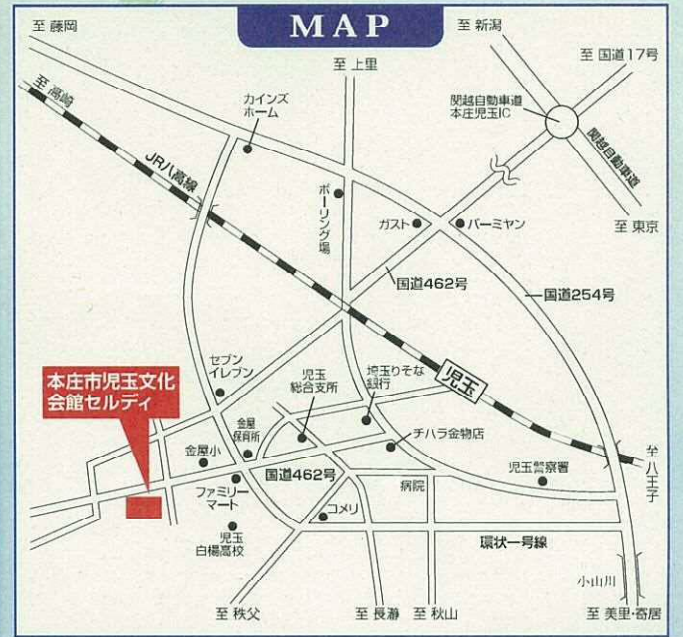 MAP
至 藤岡
至 新潟
至 上里
至 国道17号
至 高崎
カインズ
ホーム
関越自動車道
本庄児玉IC
関越自動車道
JR八高線
ボーリング場
ガスト
バーミヤン
至 東京
国道462号
国道254号
セブン
イレブン
児玉
総合支所
埼玉りそな
銀行
児玉
本庄市児玉文化
会館セルディ
金屋
保育所
チハラ金物店
金屋小
国道462号
病院
児玉警察署
至 八王子
ファミリー
マート
コメリ
児玉
白楊高校
環状一号線
小山川
至 秩父
至 長瀞
至 秋山
至 美里・寄居